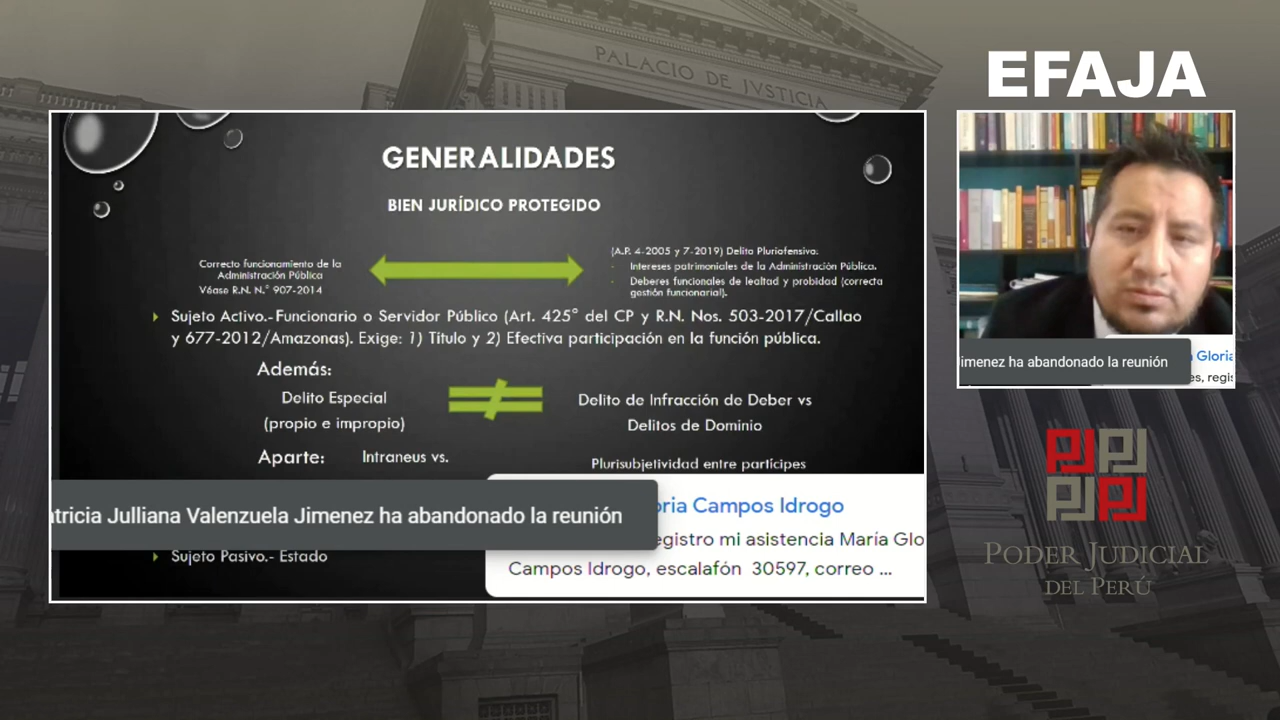 PALACIO DE JUSTICIA
EFAJA
GENERALIDADES
BIEN JURÍDICO PROTEGIDO
Correcto funcionamiento de la
Administración Pública
Véase R.N. N.° 907-2014
(A.P. 4-2005 y 7-2019) Delito Pluriofensivo:
Intereses patrimoniales de la Administración Pública.
Deberes funcionales de lealtad y probidad (correcta
gestión funcionarial).
Sujeto Activo.- Funcionario o Servidor Público (Art. 425° del CP y R.N. Nos. 503-2017/Callao
y 677-2012/Amazonas). Exige: 1) Título y 2) Efectiva participación en la función pública.
Además:
Delito Especial
(propio e impropio)
Delito de Infracción de Deber vs
Delitos de Dominio
Aparte: Intraneus vs.
Plurisubjetividad entre partícipes
tricia Julliana Valenzuela Jimenez ha abandonado la reunión
oria Campos Idrogo
egistro mi asistencia María Glo
Campos Idrogo, escalafón 30597, correo ...
Sujeto Pasivo.- Estado
imenez ha abandonado la reunión
Gloria
es, regis
PODER JUDICIAL
DEL PERÚ